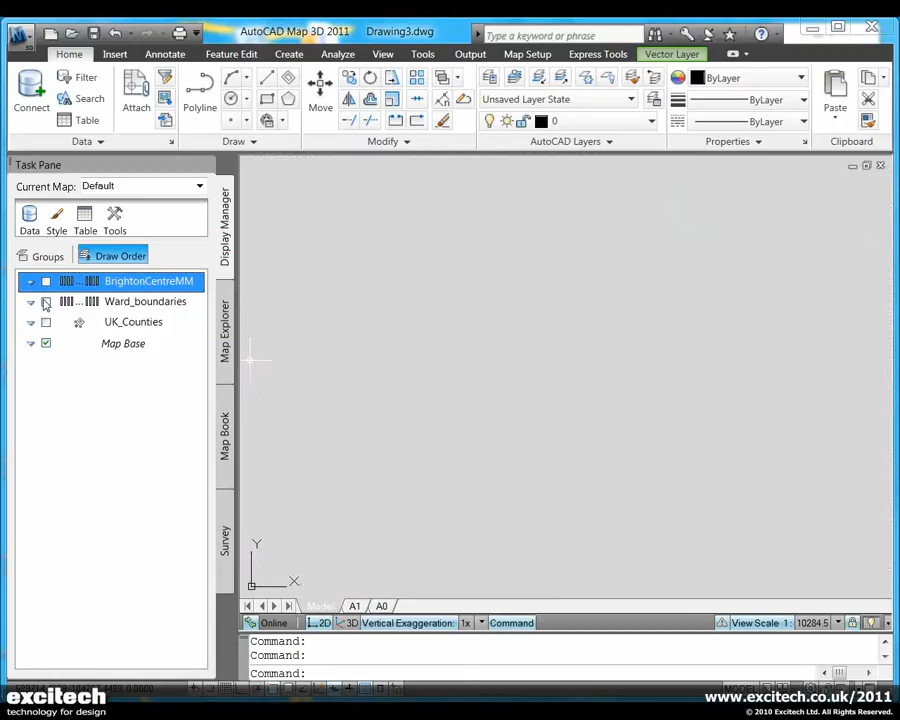 AutoCAD Map 3D 2011 Drawing3.dwg Type a keyword or phrase
Home Insert Annotate Feature Edit Create Analyze View Tools Output Map Setup Express Tools Vector Layer
Connect Filter Search Table Attach Polyline Move Unsaved Layer State 0 ByLayer ByLayer ByLayer Paste
Data Draw Modify AutoCAD Layers Properties Clipboard
Task Pane
Current Map: Default
Data Style Table Tools
Groups Draw Order
BrightonCentreMM
Ward_boundaries
UK_Counties
Map Base
Display Manager
Map Explorer
Map Book
Survey
Y
X
Model A1 A0
Online 2D 3D Vertical Exaggeration: 1x Command View Scale 1: 10284.5
Command:
Command:
Command:
MODEL
excitech
technology for design
www.excitech.co.uk/2011
© 2010 Excitech Ltd. All Rights Reserved.